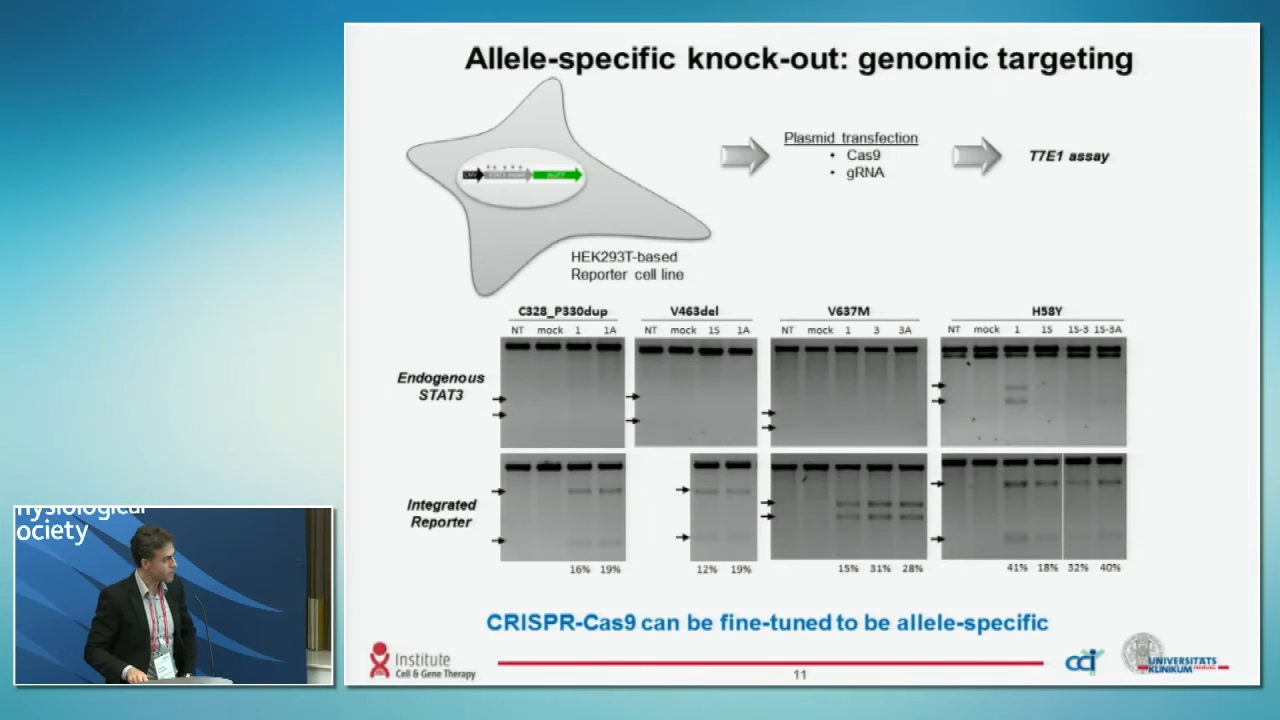 Allele-specific knock-out: genomic targeting
Plasmid transfection
• Cas9
• gRNA
T7E1 assay
HEK293T-based
Reporter cell line
C328_P330dup
V463del
V637M
H58Y
NT mock 1 1A
NT mock 1S 1A
NT mock 1 3 3A
NT mock 1 1S 1S-3 1S-3A
Endogenous
STAT3
Integrated
Reporter
16% 19%
12% 19%
15% 31% 28%
41% 18% 32% 40%
CRISPR-Cas9 can be fine-tuned to be allele-specific
Institute
Cell & Gene Therapy
11
cci
UNIVERSITÄTS
KLINIKUM FREIBURG
ociety